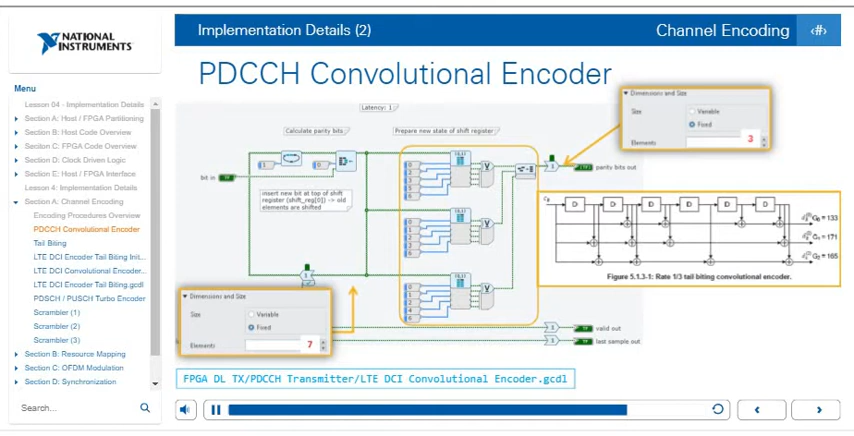 NATIONAL
INSTRUMENTS
Implementation Details (2)
Channel Encoding
‹#›
Menu
Lesson 04 - Implementation Details
Section A: Host / FPGA Partitioning
Section B: Host Code Overview
Section C: FPGA Code Overview
Section D: Clock Driven Logic
Section E: Host / FPGA Interface
Lesson 4: Implementation Details
Section A: Channel Encoding
Encoding Procedures Overview
PDCCH Convolutional Encoder
Tail Biting
LTE DCI Encoder Tail Biting Init...
LTE DCI Convolutional Encoder...
LTE DCI Encoder Tail Biting.gcdl
PDSCH / PUSCH Turbo Encoder
Scrambler (1)
Scrambler (2)
Scrambler (3)
Section B: Resource Mapping
Section C: OFDM Modulation
Section D: Synchronization
Search...
PDCCH Convolutional Encoder
Latency: 1
Calculate parity bits
Prepare new state of shift register
bit in
insert new bit at top of shift
register (shift_reg[0]) -> old
elements are shifted
parity bits out
valid out
last sample out
Dimensions and Size
Size
Variable
Fixed
Elements
3
Dimensions and Size
Size
Variable
Fixed
Elements
7
D D D D D D
G₀ = 133
G₁ = 171
G₂ = 165
Figure 5.1.3-1: Rate 1/3 tail biting convolutional encoder.
FPGA DL TX/PDCCH Transmitter/LTE DCI Convolutional Encoder.gcdl